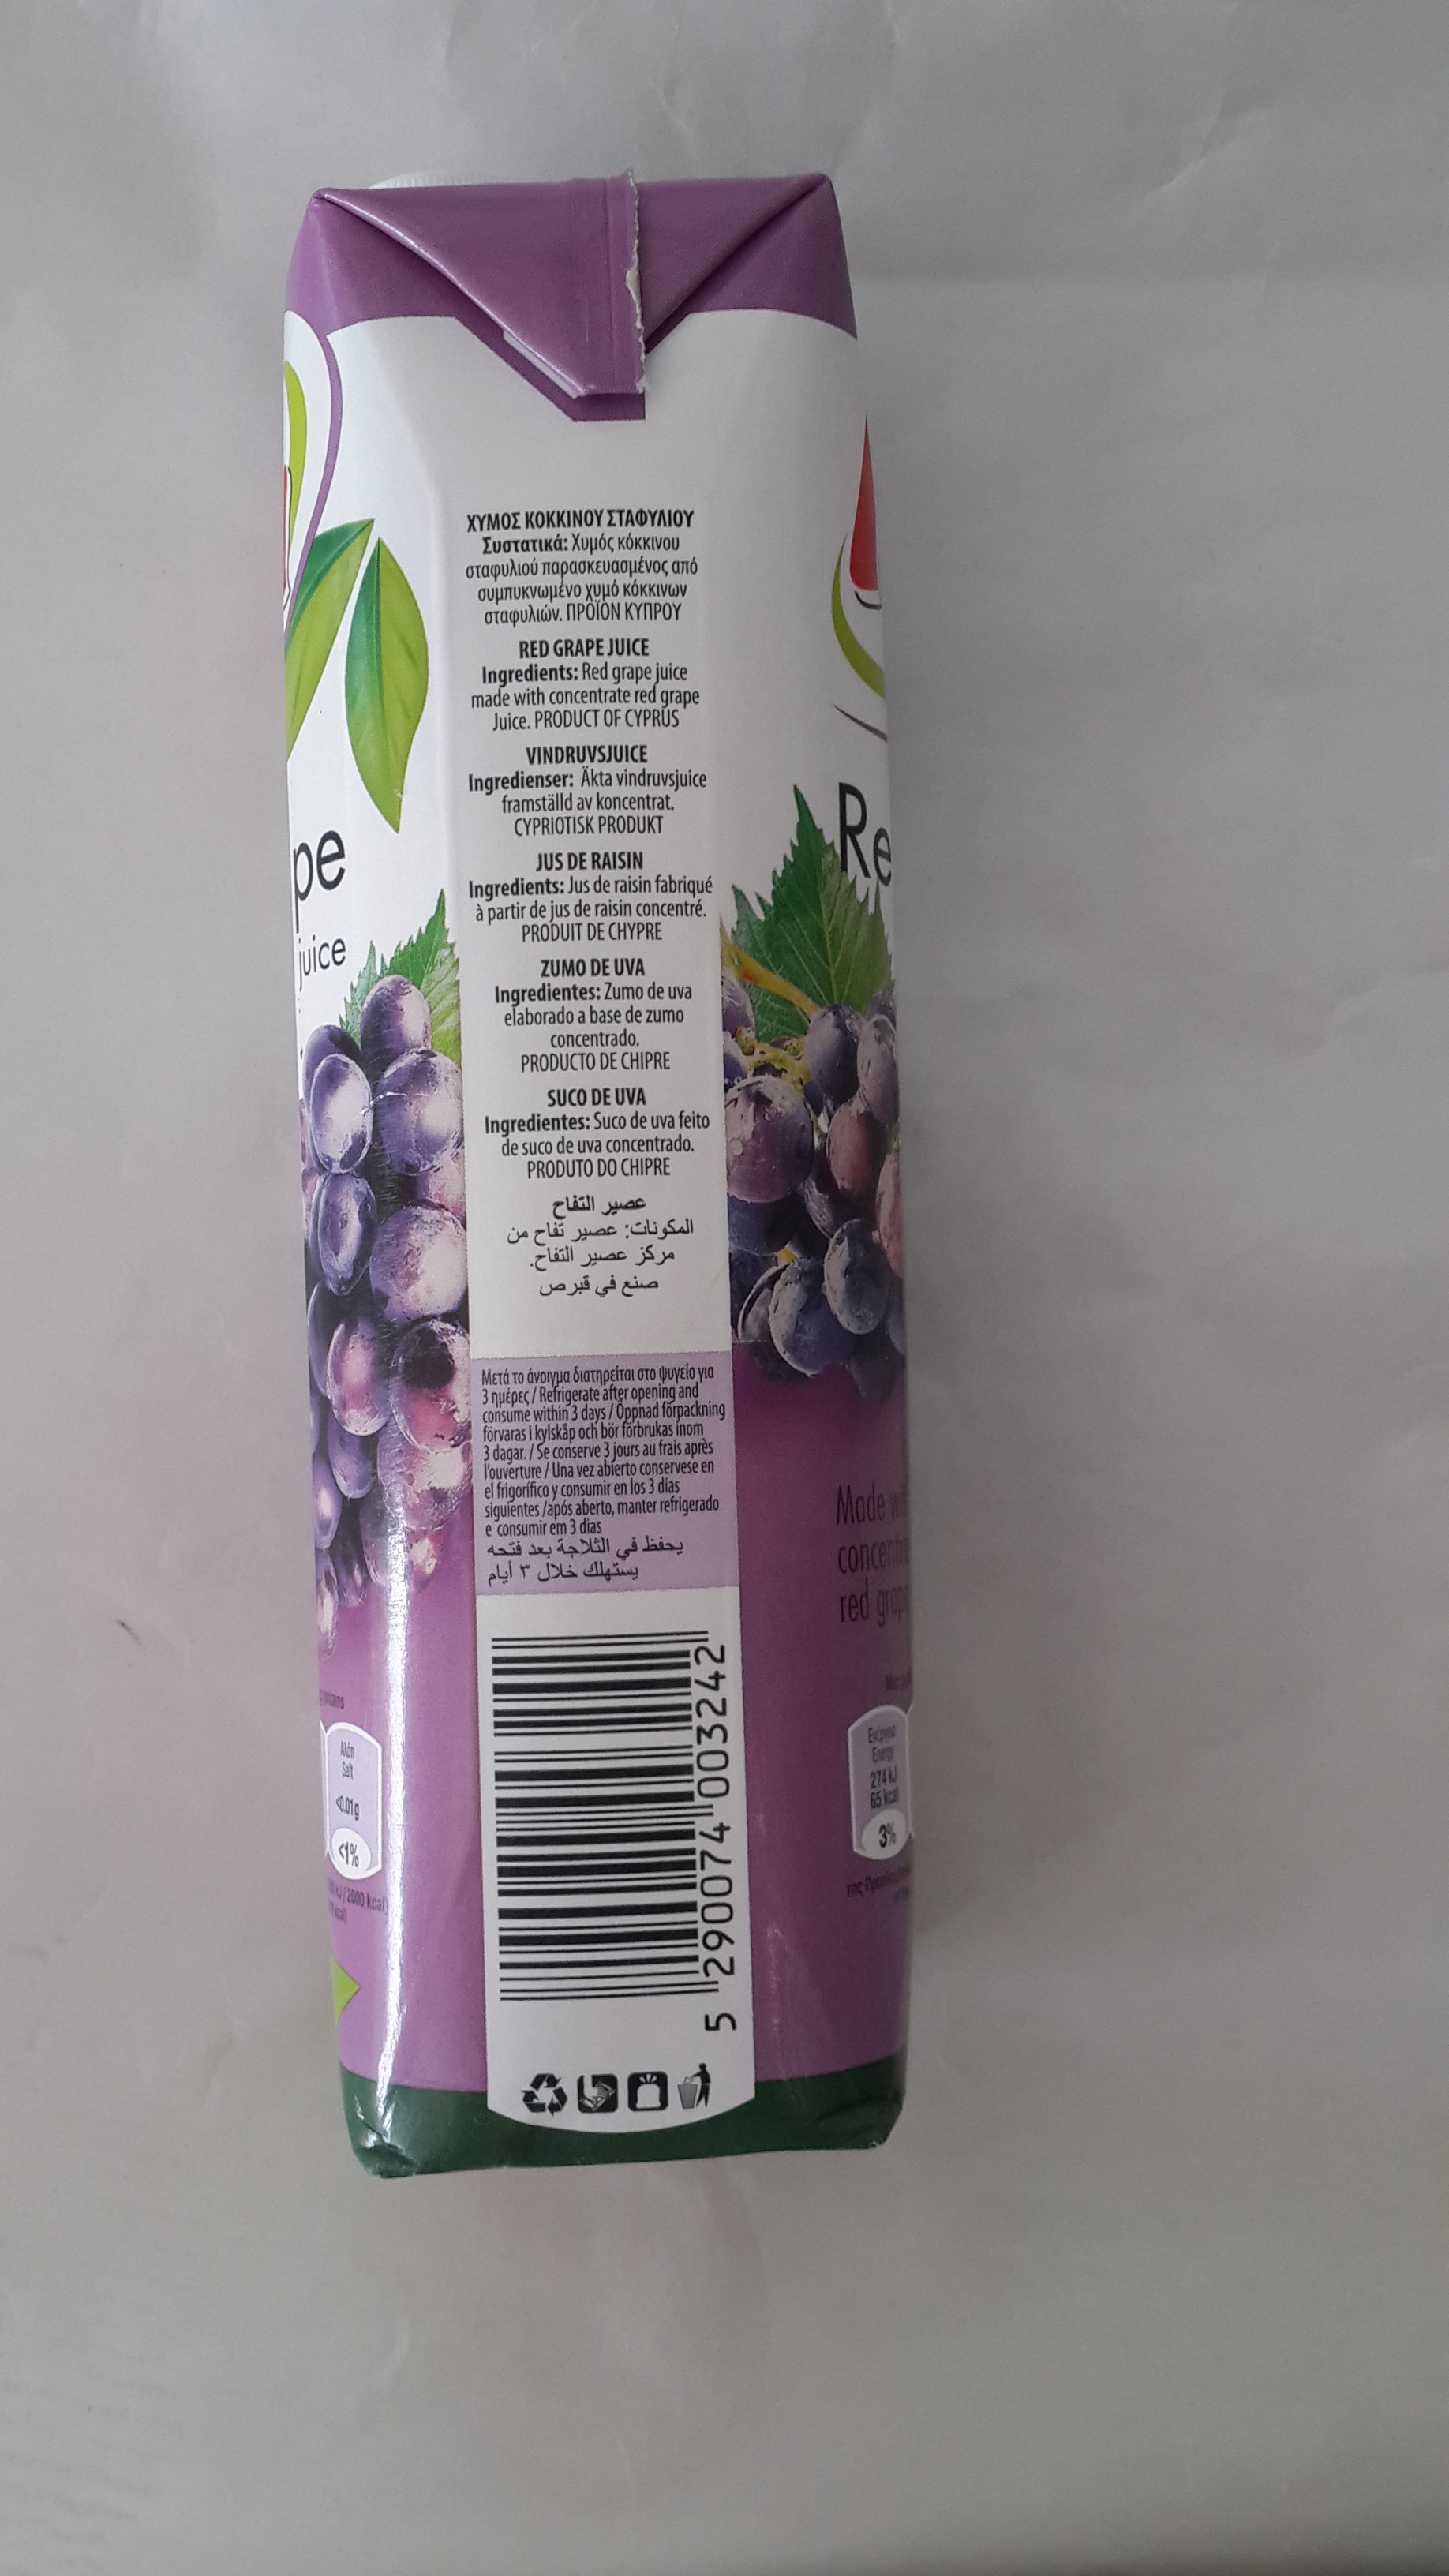 ΧΥΜΟΣ ΚΟΚΚΙΝΟΥ ΣΤΑΦΥΛΙΟΥ
Συστατικά: Χυμός κόκκινου
σταφυλιού παρασκευασμένος από
συμπυκνωμένο χυμό κόκκινων
σταφυλιών. ΠΡΟΪΟΝ ΚΥΠΡΟΥ
RED GRAPE JUICE
Ingredients: Red grape juice
made with concentrate red grape
Juice. PRODUCT OF CYPRUS
VINDRUVSJUICE
Ingredienser: Äkta vindruvsjuice
framställd av koncentrat.
CYPRIOTISK PRODUKT
JUS DE RAISIN
Ingredients: Jus de raisin fabriqué
à partir de jus de raisin concentré.
PRODUIT DE CHYPRE
ZUMO DE UVA
Ingredientes: Zumo de uva
elaborado a base de zumo
concentrado.
PRODUCTO DE CHIPRE
SUCO DE UVA
Ingredientes: Suco de uva feito
de suco de uva concentrado.
PRODUTO DO CHIPRE
عصير التفاح
المكونات: عصير تفاح من
مركز عصير التفاح.
صنع في قبرص
Μετά το άνοιγμα διατηρείται στο ψυγείο για
3 ημέρες / Refrigerate after opening and
consume within 3 days / Öppnad förpackning
förvaras i kylskåp och bör förbrukas inom
3 dagar. / Se conserve 3 jours au frais après
l'ouverture / Una vez abierto conservese en
el frigorífico y consumir en los 3 días
siguientes /após aberto, manter refrigerado
e consumir em 3 dias
يحفظ في الثلاجة بعد فتحه
يستهلك خلال ٣ أيام
5 290074 003242
pe
juice
Αλάτι
Salt
<0.01g
<1%
/ 2000 kcal)
Re
Made
red
Ενέργεια
Energy
274 kJ
65 kcal
3%